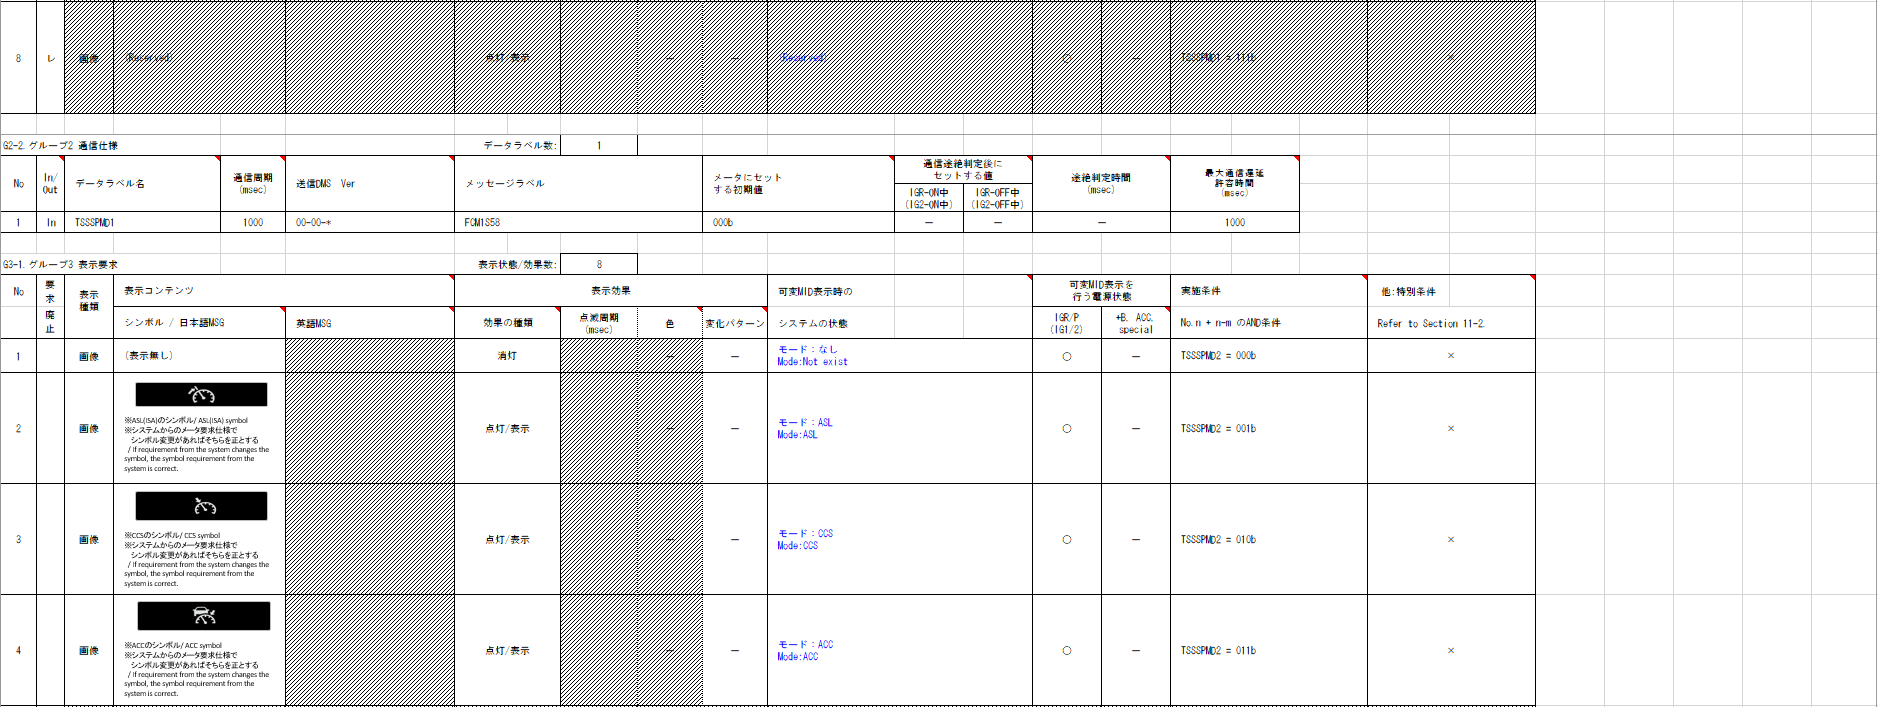 8 レ 画像 (Reserved) 点灯/表示 — — (Reserved) ○ — TSSSPMD1 = 111b ×
G2-2.グループ2 通信仕様 データラベル数: 1
No In/Out データラベル名 通信周期(msec) 送信DMS Ver メッセージラベル メータにセットする初期値 通信途絶判定後にセットする値 途絶判定時間(msec) 最大通信遅延許容時間(msec)
IGR-ON中(IG2-ON中) IGR-OFF中(IG2-OFF中)
1 In TSSSPMD1 1000 00-00-* FCM1S58 000b — — — 1000
G3-1.グループ3 表示要求 表示状態/効果数: 8
No 要求 廃止 表示種類 表示コンテンツ 表示効果 可変MID表示時の 可変MID表示を行う電源状態 実施条件 他:特別条件
シンボル / 日本語MSG 英語MSG 効果の種類 点滅周期(msec) 色 変化パターン システムの状態 IGR/P(IG1/2) +B, ACC, special No.n + n-m のAND条件 Refer to Section 11-2.
1 画像 (表示無し) 消灯 — — モード：なし
Mode:Not exist
○ — TSSSPMD2 = 000b ×
2 画像
※ASL(ISA)のシンボル/ ASL(ISA) symbol
※システムからのメータ要求仕様で
シンボル変更があればそちらを正とする
/ If requirement from the system changes the
symbol, the symbol requirement from the
system is correct.
点灯/表示 — — モード：ASL
Mode:ASL
○ — TSSSPMD2 = 001b ×
3 画像
※CCSのシンボル/ CCS symbol
※システムからのメータ要求仕様で
シンボル変更があればそちらを正とする
/ If requirement from the system changes the
symbol, the symbol requirement from the
system is correct.
点灯/表示 — — モード：CCS
Mode:CCS
○ — TSSSPMD2 = 010b ×
4 画像
※ACCのシンボル/ ACC symbol
※システムからのメータ要求仕様で
シンボル変更があればそちらを正とする
/ If requirement from the system changes the
symbol, the symbol requirement from the
system is correct.
点灯/表示 — — モード：ACC
Mode:ACC
○ — TSSSPMD2 = 011b ×